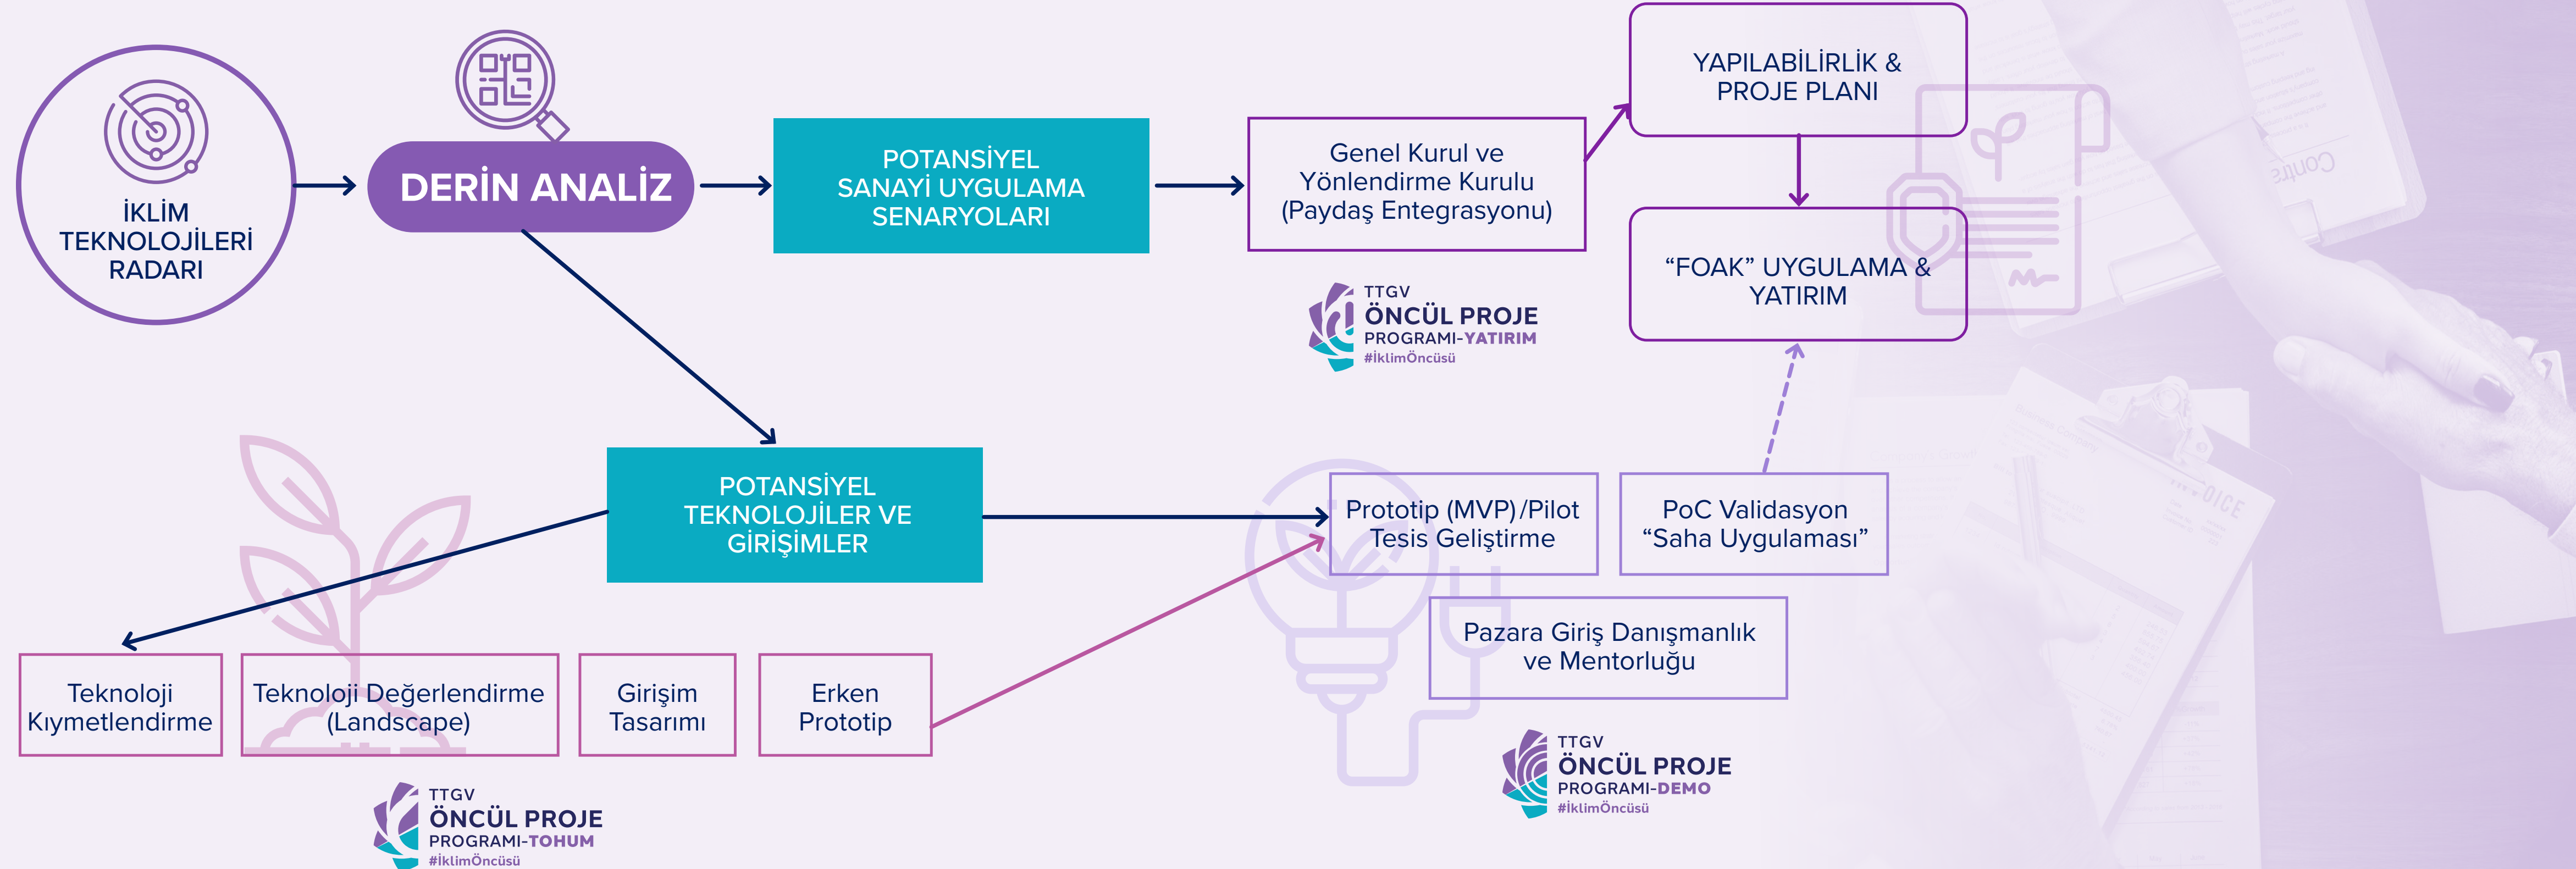 İKLİM
TEKNOLOJİLERİ
RADARI
DERİN ANALİZ
POTANSİYEL
SANAYİ UYGULAMA
SENARYOLARI
Genel Kurul ve
Yönlendirme Kurulu
(Paydaş Entegrasyonu)
YAPILABİLİRLİK &
PROJE PLANI
“FOAK” UYGULAMA &
YATIRIM
TTGV
ÖNCÜL PROJE
PROGRAMI-YATIRIM
#İklimÖncüsü
POTANSİYEL
TEKNOLOJİLER VE
GİRİŞİMLER
Prototip (MVP) /Pilot
Tesis Geliştirme
PoC Validasyon
“Saha Uygulaması”
Pazara Giriş Danışmanlık
ve Mentorluğu
Teknoloji
Kıymetlendirme
Teknoloji Değerlendirme
(Landscape)
Girişim
Tasarımı
Erken
Prototip
TTGV
ÖNCÜL PROJE
PROGRAMI-DEMO
#İklimÖncüsü
TTGV
ÖNCÜL PROJE
PROGRAMI-TOHUM
#İklimÖncüsü